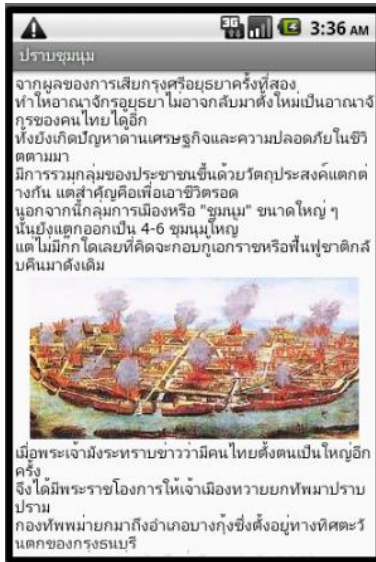 3G 3:36 AM
ปราบชุมนุม
จากผลของการเสียกรุงศรีอยุธยาครั้งที่สอง
ทำให้อาณาจักรอยุธยาไม่อาจกลับมาตั้งใหม่เป็นอาณาจั
กรของคนไทยได้อีก
ทั้งยังเกิดปัญหาด้านเศรษฐกิจและความปลอดภัยในชีวิ
ตตามมา
มีการรวมกลุ่มของประชาชนขึ้นด้วยวัตถุประสงค์แตกต่
างกัน แต่สำคัญคือเพื่อเอาชีวิตรอด
นอกจากนี้กลุ่มการเมืองหรือ "ชุมนุม" ขนาดใหญ่ ๆ
นั้นยังแตกออกเป็น 4-6 ชุมนุมใหญ่
แต่ไม่มีกกใดเลยที่คิดจะกอบกู้เอกราชหรือฟื้นฟูชาติกลั
บคืนมาดังเดิม
เมื่อพระเจ้ามังระทราบข่าวว่ามีคนไทยตั้งตนเป็นใหญ่อีก
ครั้ง
จึงได้มีพระราชโองการให้เจ้าเมืองทวายยกทัพมาปราบ
ปราม
กองทัพพม่ายกมาถึงอำเภอบางกุ้งซึ่งตั้งอยู่ทางทิศตะวั
นตกของกรุงธนบุรี